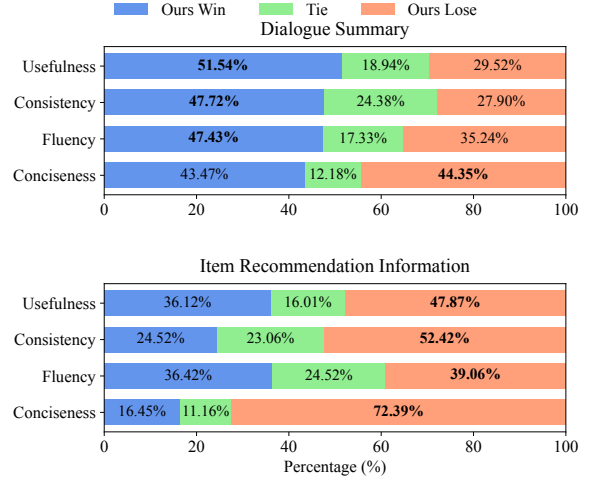 Ours Win Tie Ours Lose
Dialogue Summary
Usefulness 51.54% 18.94% 29.52%
Consistency 47.72% 24.38% 27.90%
Fluency 47.43% 17.33% 35.24%
Conciseness 43.47% 12.18% 44.35%
0 20 40 60 80 100
Item Recommendation Information
Usefulness 36.12% 16.01% 47.87%
Consistency 24.52% 23.06% 52.42%
Fluency 36.42% 24.52% 39.06%
Conciseness 16.45% 11.16% 72.39%
0 20 40 60 80 100
Percentage (%)